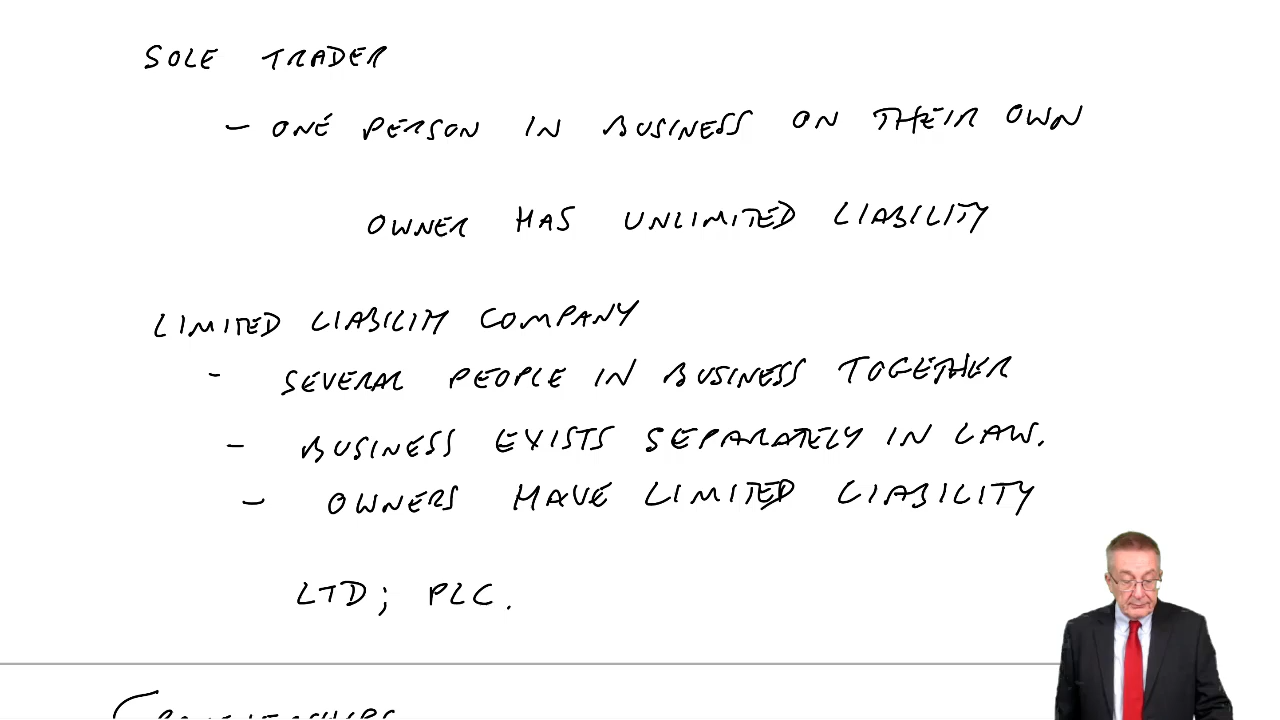 SOLE TRADER
- ONE PERSON IN BUSINESS ON THEIR OWN
OWNER HAS UNLIMITED LIABILITY
LIMITED LIABILITY COMPANY
- SEVERAL PEOPLE IN BUSINESS TOGETHER
- BUSINESS EXISTS SEPARATELY IN LAW.
- OWNERS HAVE LIMITED LIABILITY
LTD; PLC.